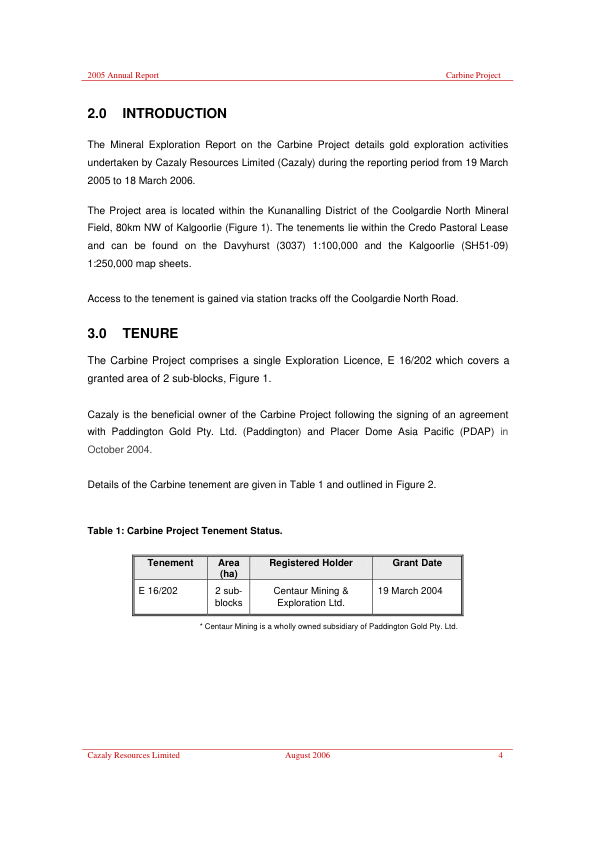 2005 Annual Report Carbine Project
2.0 INTRODUCTION
The Mineral Exploration Report on the Carbine Project details gold exploration activities
undertaken by Cazaly Resources Limited (Cazaly) during the reporting period from 19 March
2005 to 18 March 2006.
The Project area is located within the Kunanalling District of the Coolgardie North Mineral
Field, 80km NW of Kalgoorlie (Figure 1). The tenements lie within the Credo Pastoral Lease
and can be found on the Davyhurst (3037) 1:100,000 and the Kalgoorlie (SH51-09)
1:250,000 map sheets.
Access to the tenement is gained via station tracks off the Coolgardie North Road.
3.0 TENURE
The Carbine Project comprises a single Exploration Licence, E 16/202 which covers a
granted area of 2 sub-blocks, Figure 1.
Cazaly is the beneficial owner of the Carbine Project following the signing of an agreement
with Paddington Gold Pty. Ltd. (Paddington) and Placer Dome Asia Pacific (PDAP) in
October 2004.
Details of the Carbine tenement are given in Table 1 and outlined in Figure 2.
Table 1: Carbine Project Tenement Status.
Tenement Area Registered Holder Grant Date
(ha)
E 16/202 2 sub- Centaur Mining & 19 March 2004
blocks Exploration Ltd.
* Centaur Mining is a wholly owned subsidiary of Paddington Gold Pty. Ltd.
Cazaly Resources Limited August 2006 4